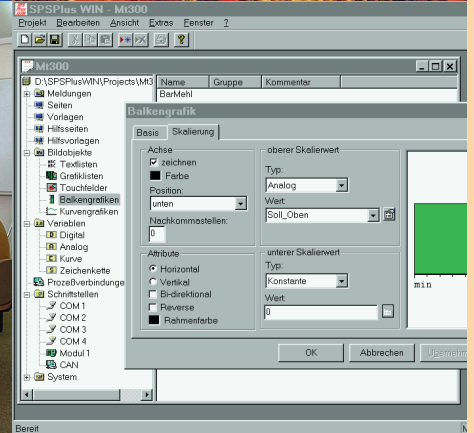 SPSPlus WIN - Mt300
Projekt Bearbeiten Ansicht Extras Fenster ?
Mt300
D:\SPSPlusWIN\Projects\Mt3
Name Gruppe Kommentar
BarMehl
Meldungen
Seiten
Vorlagen
Hilfsseiten
Hilfsvorlagen
Bildobjekte
Textlisten
Grafiklisten
Touchfelder
Balkengrafiken
Kurvengrafiken
Variablen
Digital
Analog
Kurve
Zeichenkette
Prozeßverbindunge
Schnittstellen
COM 1
COM 2
COM 3
COM 4
Modul 1
CAN
System
Balkengrafik
Basis Skalierung
Achse
zeichnen
Farbe
Position:
unten
Nachkommastellen:
0
Attribute
Horizontal
Vertikal
Bi-direktional
Reverse
Rahmenfarbe
oberer Skalierwert
Typ:
Analog
Wert
Soll_Oben
unterer Skalierwert
Typ:
Konstante
Wert
0
min
OK Abbrechen Übernehm
Bereit